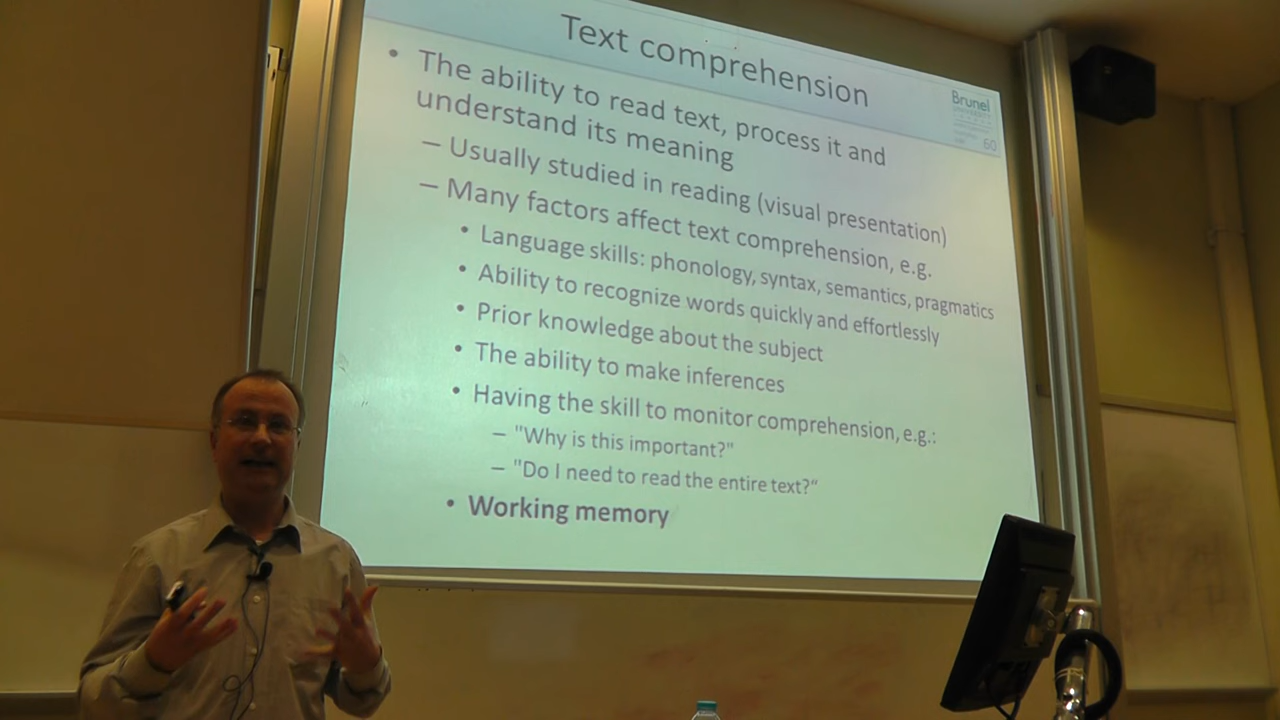 Text comprehension
Brunel
UNIVERSITY
60
• The ability to read text, process it and
understand its meaning
– Usually studied in reading (visual presentation)
– Many factors affect text comprehension, e.g.
• Language skills: phonology, syntax, semantics, pragmatics
• Ability to recognize words quickly and effortlessly
• Prior knowledge about the subject
• The ability to make inferences
• Having the skill to monitor comprehension, e.g.:
– "Why is this important?"
– "Do I need to read the entire text?“
• Working memory